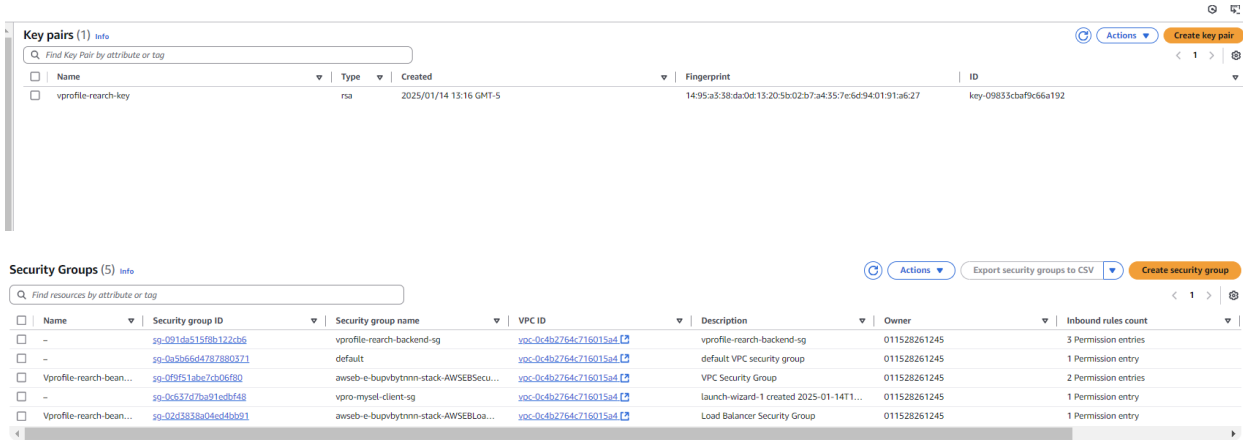 Key pairs (1) Info
Actions Create key pair
Find Key Pair by attribute or tag
1
Name Type Created Fingerprint ID
vprofile-rearch-key rsa 2025/01/14 13:16 GMT-5 14:95:a3:38:da:0d:13:20:5b:02:b7:a4:35:7e:6d:94:01:91:a6:27 key-09833cbaf9c66a192
Security Groups (5) Info
Actions Export security groups to CSV Create security group
Find resources by attribute or tag
1
Name Security group ID Security group name VPC ID Description Owner Inbound rules count
– sg-091da515f8b122cb6 vprofile-rearch-backend-sg vpc-0c4b2764c716015a4 vprofile-rearch-backend-sg 011528261245 3 Permission entries
– sg-0a5b66d4787880371 default vpc-0c4b2764c716015a4 default VPC security group 011528261245 1 Permission entry
Vprofile-rearch-bean... sg-0f9f51abe7cb06f80 awseb-e-bupvbytnnn-stack-AWSEBSecu... vpc-0c4b2764c716015a4 VPC Security Group 011528261245 2 Permission entries
– sg-0c637d7ba91edbf48 vpro-mysel-client-sg vpc-0c4b2764c716015a4 launch-wizard-1 created 2025-01-14T1... 011528261245 1 Permission entry
Vprofile-rearch-bean... sg-02d3838a04ed4bb91 awseb-e-bupvbytnnn-stack-AWSEBLoa... vpc-0c4b2764c716015a4 Load Balancer Security Group 011528261245 1 Permission entry